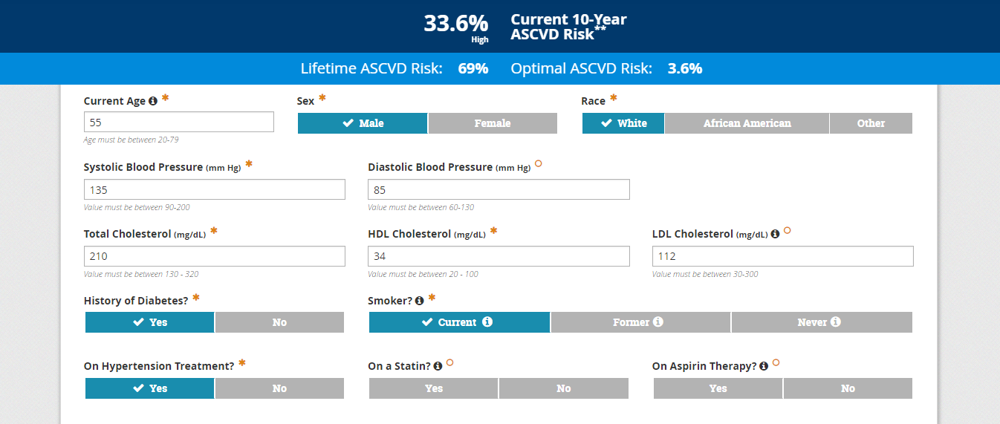 33.6% Current 10-Year
High ASCVD Risk**
Lifetime ASCVD Risk: 69% Optimal ASCVD Risk: 3.6%
Current Age * Sex * Race *
55 Male Female White African American Other
Age must be between 20-79
Systolic Blood Pressure (mm Hg) * Diastolic Blood Pressure (mm Hg)
135 85
Value must be between 90-200 Value must be between 60-130
Total Cholesterol (mg/dL) * HDL Cholesterol (mg/dL) * LDL Cholesterol (mg/dL)
210 34 112
Value must be between 130 - 320 Value must be between 20 - 100 Value must be between 30-300
History of Diabetes? * Smoker? *
Yes No Current Former Never
On Hypertension Treatment? * On a Statin? On Aspirin Therapy?
Yes No Yes No Yes No